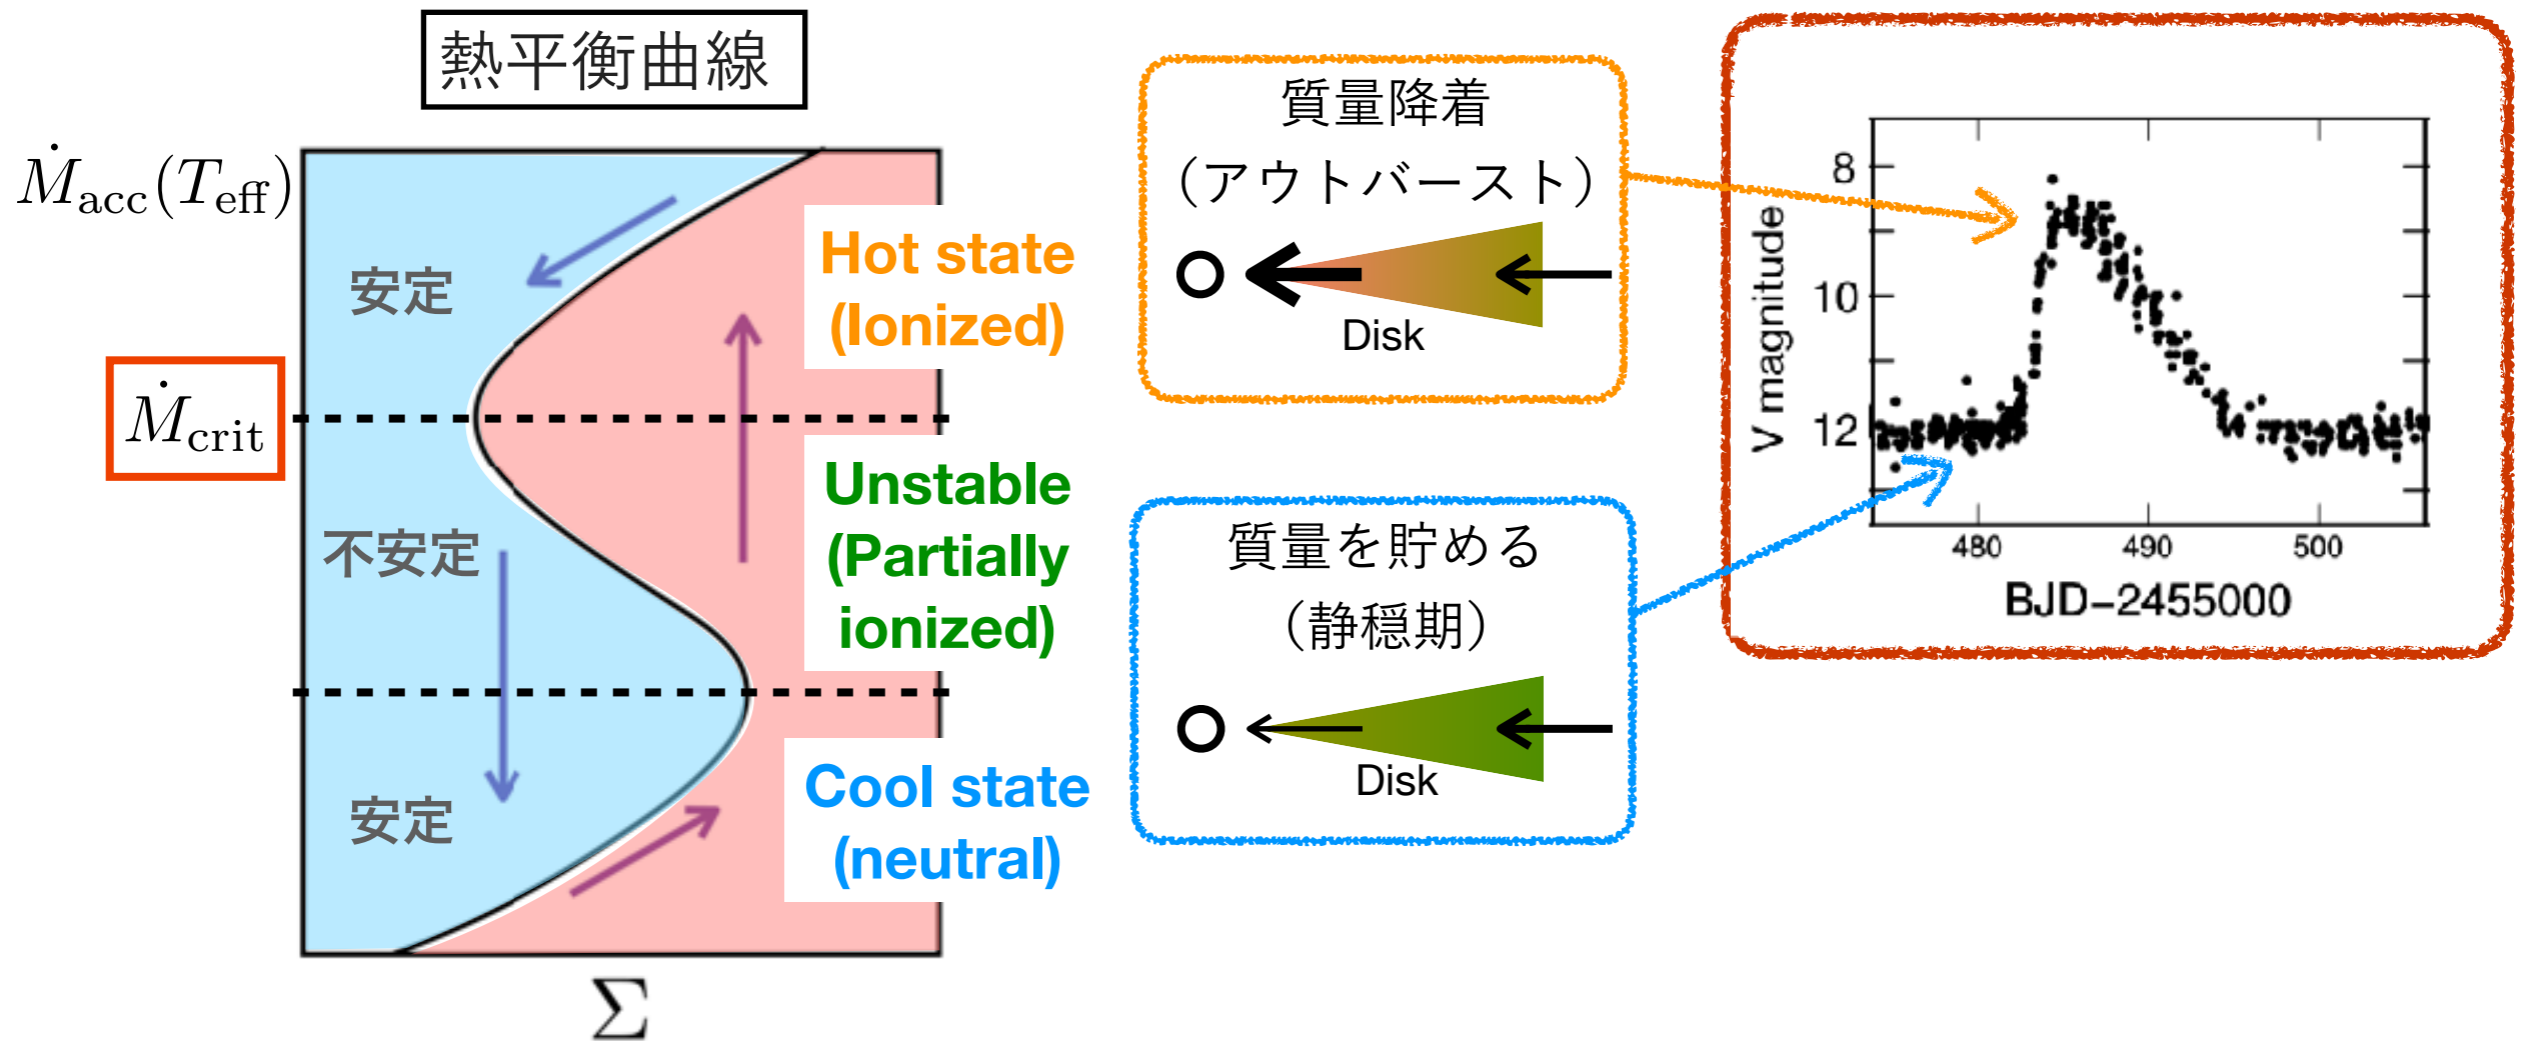 熱平衡曲線
Ṁacc(Teff)
安定
Ṁcrit
不安定
安定
Σ
Hot state
(Ionized)
Unstable
(Partially
ionized)
Cool state
(neutral)
質量降着
（アウトバースト）
Disk
質量を貯める
（静穏期）
Disk
V magnitude
8
10
12
480 490 500
BJD−2455000